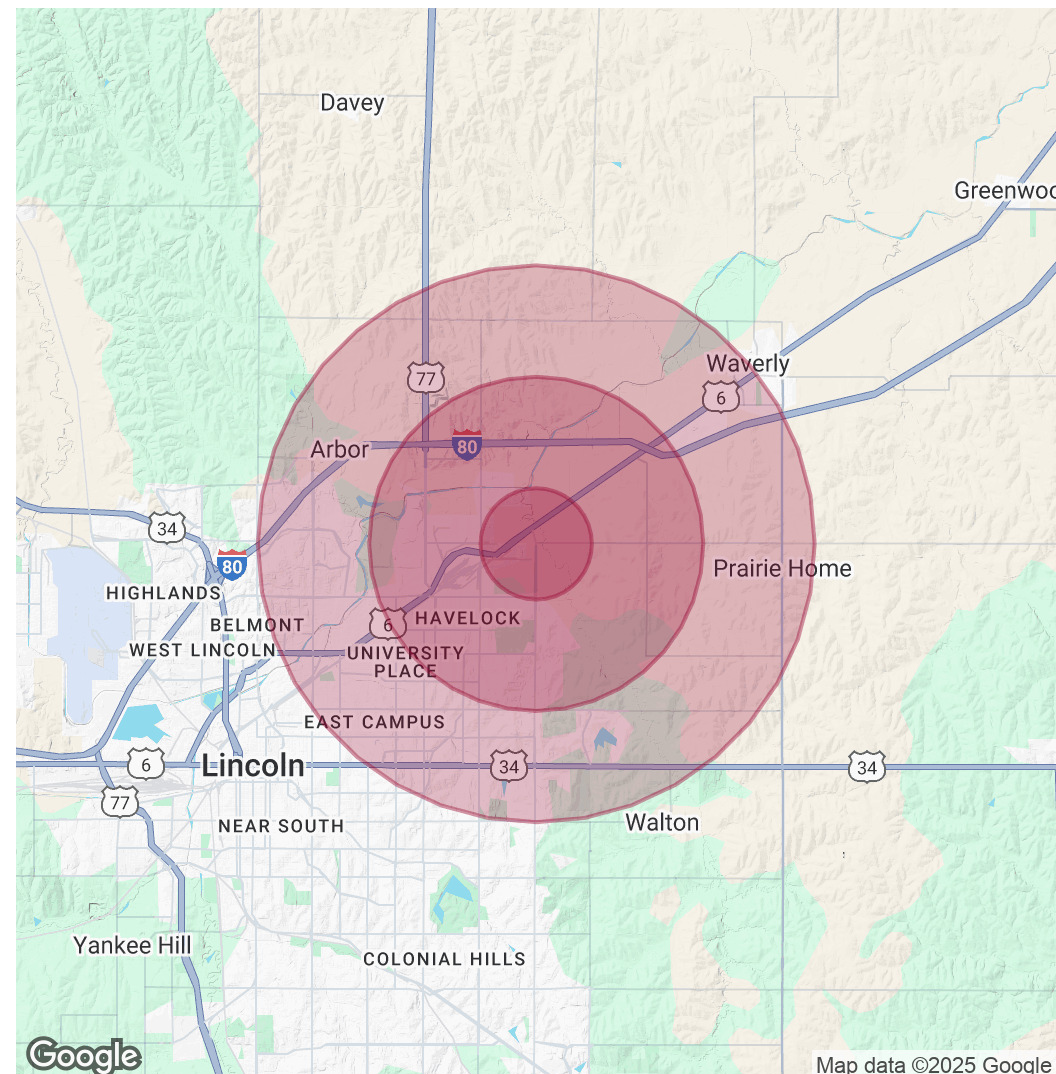 Davey
Greenwoo
Waverly
77
6
Arbor
80
34
80
Prairie Home
HIGHLANDS
BELMONT
6
HAVELOCK
WEST LINCOLN
UNIVERSITY
PLACE
EAST CAMPUS
6
Lincoln
34
34
77
NEAR SOUTH
Walton
Yankee Hill
COLONIAL HILLS
Google
Map data ©2025 Google